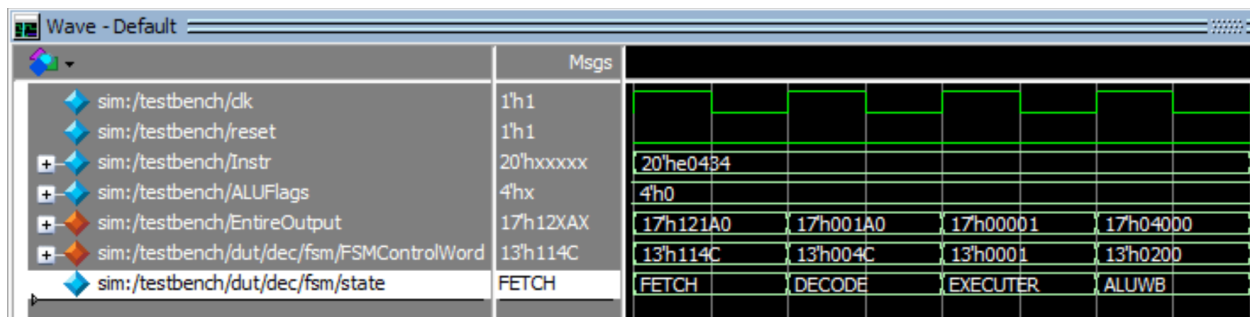 Wave - Default
Msgs
sim:/testbench/clk 1'h1
sim:/testbench/reset 1'h1
sim:/testbench/Instr 20'hxxxxx 20'he0434
sim:/testbench/ALUFlags 4'hx 4'h0
sim:/testbench/EntireOutput 17'h12XAX 17'h121A0 17'h001A0 17'h00001 17'h04000
sim:/testbench/dut/dec/fsm/FSMControlWord 13'h114C 13'h114C 13'h004C 13'h0001 13'h0200
sim:/testbench/dut/dec/fsm/state FETCH FETCH DECODE EXECUTER ALUWB